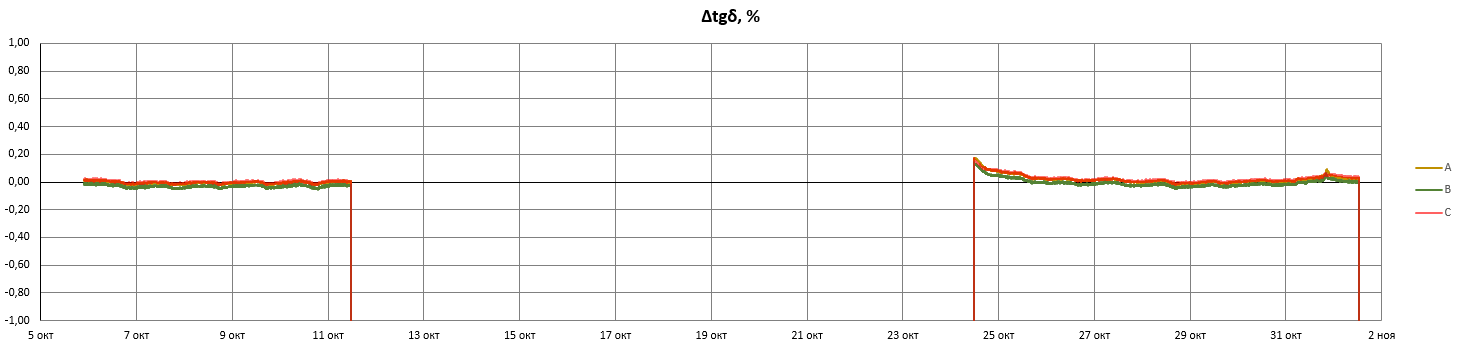 Δtgδ, %
1,00
0,80
0,60
0,40
0,20
0,00
-0,20
-0,40
-0,60
-0,80
-1,00
5 окт 7 окт 9 окт 11 окт 13 окт 15 окт 17 окт 19 окт 21 окт 23 окт 25 окт 27 окт 29 окт 31 окт 2 ноя
A
B
C